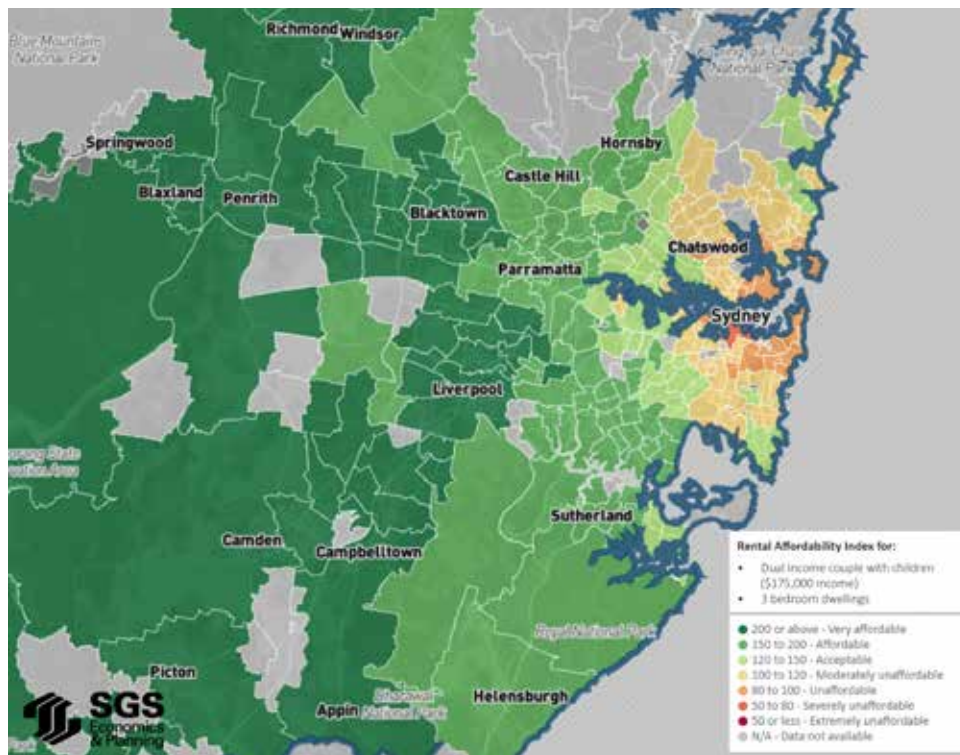 Richmond Windsor
Blue Mountains
National Park
National Park
Springwood
Hornsby
Castle Hill
Blaxland
Penrith
Blacktown
Chatswood
Parramatta
Sydney
Liverpool
Sutherland
Camden
Campbelltown
Royal National Park
Picton
Helensburgh
Appin
National Park
SGS
Economics
& Planning
Rental Affordability Index for:
• Dual income couple with children
($175,000 income)
• 3 bedroom dwellings
200 or above - Very affordable
150 to 200 - Affordable
120 to 150 - Acceptable
100 to 120 - Moderately unaffordable
80 to 100 - Unaffordable
50 to 80 - Severely unaffordable
50 or less - Extremely unaffordable
N/A - Data not available